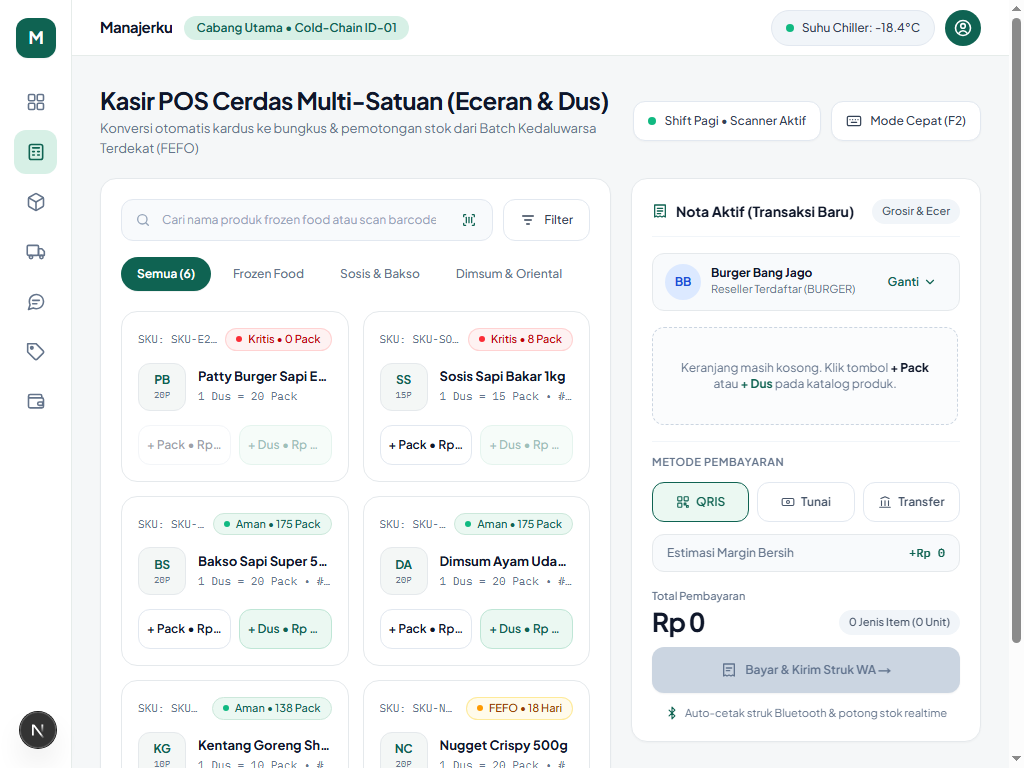 M
Manajerku
Cabang Utama • Cold-Chain ID-01
Suhu Chiller: -18.4°C
Kasir POS Cerdas Multi-Satuan (Eceran & Dus)
Konversi otomatis kardus ke bungkus & pemotongan stok dari Batch Kedaluwarsa
Terdekat (FEFO)
Shift Pagi • Scanner Aktif
Mode Cepat (F2)
Cari nama produk frozen food atau scan barcode
Filter
Semua (6)
Frozen Food
Sosis & Bakso
Dimsum & Oriental
SKU: SKU-E2…
Kritis • 0 Pack
PB
20P
Patty Burger Sapi E…
1 Dus = 20 Pack
+ Pack • Rp…
+ Dus • Rp …
SKU: SKU-SO…
Kritis • 8 Pack
SS
15P
Sosis Sapi Bakar 1kg
1 Dus = 15 Pack • #…
+ Pack • Rp…
+ Dus • Rp …
SKU: SKU-…
Aman • 175 Pack
BS
20P
Bakso Sapi Super 5…
1 Dus = 20 Pack • #…
+ Pack • Rp…
+ Dus • Rp …
SKU: SKU-…
Aman • 175 Pack
DA
20P
Dimsum Ayam Uda…
1 Dus = 20 Pack • #…
+ Pack • Rp…
+ Dus • Rp …
SKU: SKU…
Aman • 138 Pack
KG
10P
Kentang Goreng Sh…
1 Dus = 10 Pack • #
SKU: SKU-N…
FEFO • 18 Hari
NC
20P
Nugget Crispy 500g
1 Dus = 20 Pack • #
Nota Aktif (Transaksi Baru)
Grosir & Ecer
BB
Burger Bang Jago
Reseller Terdaftar (BURGER)
Ganti
Keranjang masih kosong. Klik tombol + Pack
atau + Dus pada katalog produk.
METODE PEMBAYARAN
QRIS
Tunai
Transfer
Estimasi Margin Bersih
+Rp 0
Total Pembayaran
Rp 0
0 Jenis Item (0 Unit)
Bayar & Kirim Struk WA →
Auto-cetak struk Bluetooth & potong stok realtime
N